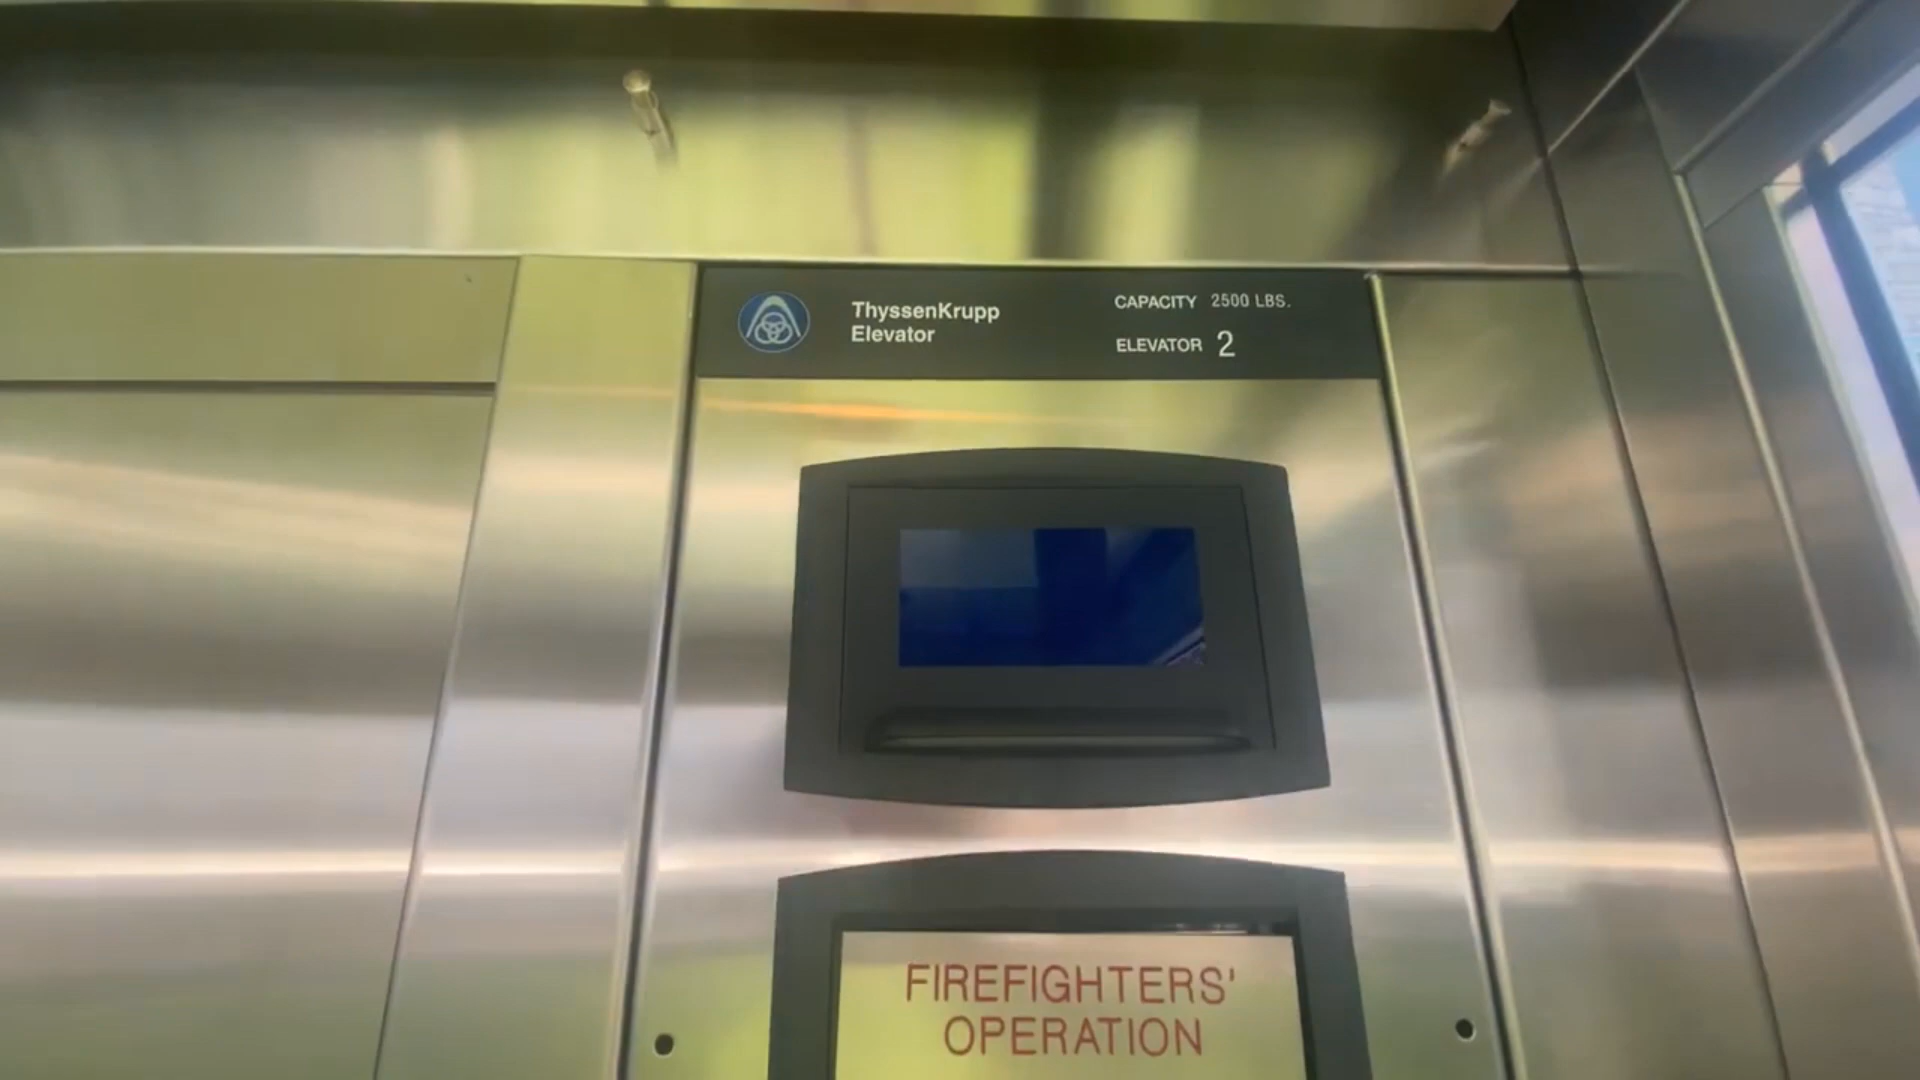 ThyssenKrupp
Elevator
CAPACITY 2500 LBS.
ELEVATOR 2
FIREFIGHTERS'
OPERATION